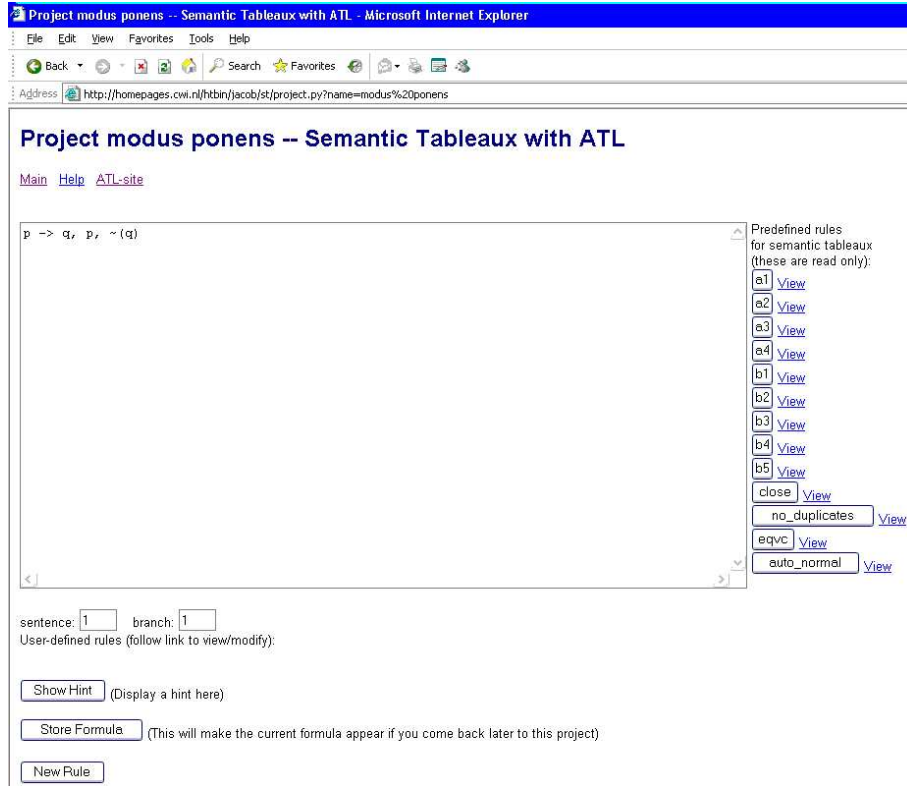 Project modus ponens -- Semantic Tableaux with ATL - Microsoft Internet Explorer
File Edit View Favorites Tools Help
Back Search Favorites
Address http://homepages.cwi.nl/htbin/jacob/st/project.py?name=modus%20ponens
Project modus ponens -- Semantic Tableaux with ATL
Main Help ATL-site
p -> q, p, ~(q)
Predefined rules
for semantic tableaux
(these are read only):
a1 View
a2 View
a3 View
a4 View
b1 View
b2 View
b3 View
b4 View
b5 View
close View
no_duplicates View
eqvc View
auto_normal View
sentence: 1 branch: 1
User-defined rules (follow link to view/modify):
Show Hint (Display a hint here)
Store Formula (This will make the current formula appear if you come back later to this project)
New Rule